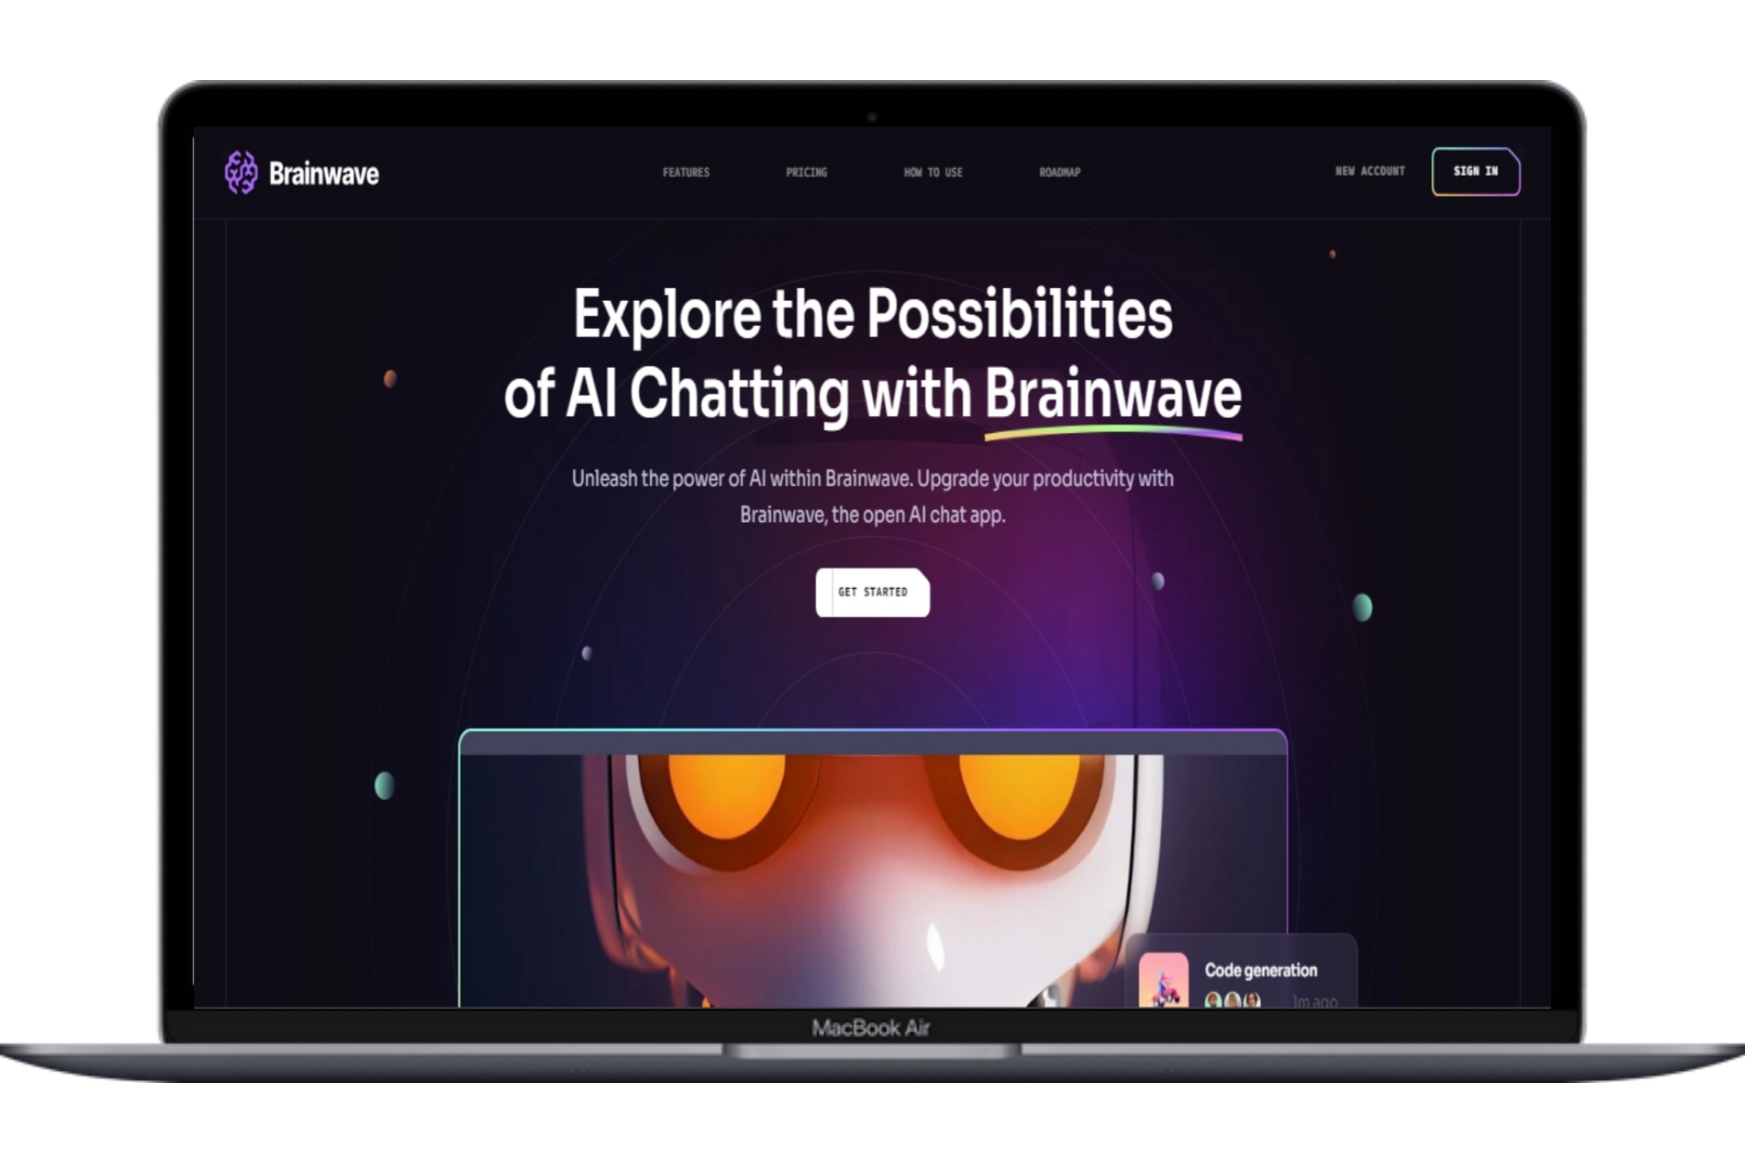 Brainwave
FEATURES
PRICING
HOW TO USE
ROADMAP
NEW ACCOUNT
SIGN IN
Explore the Possibilities
of AI Chatting with Brainwave
Unleash the power of AI within Brainwave. Upgrade your productivity with
Brainwave, the open AI chat app.
GET STARTED
Code generation
1m ago
MacBook Air